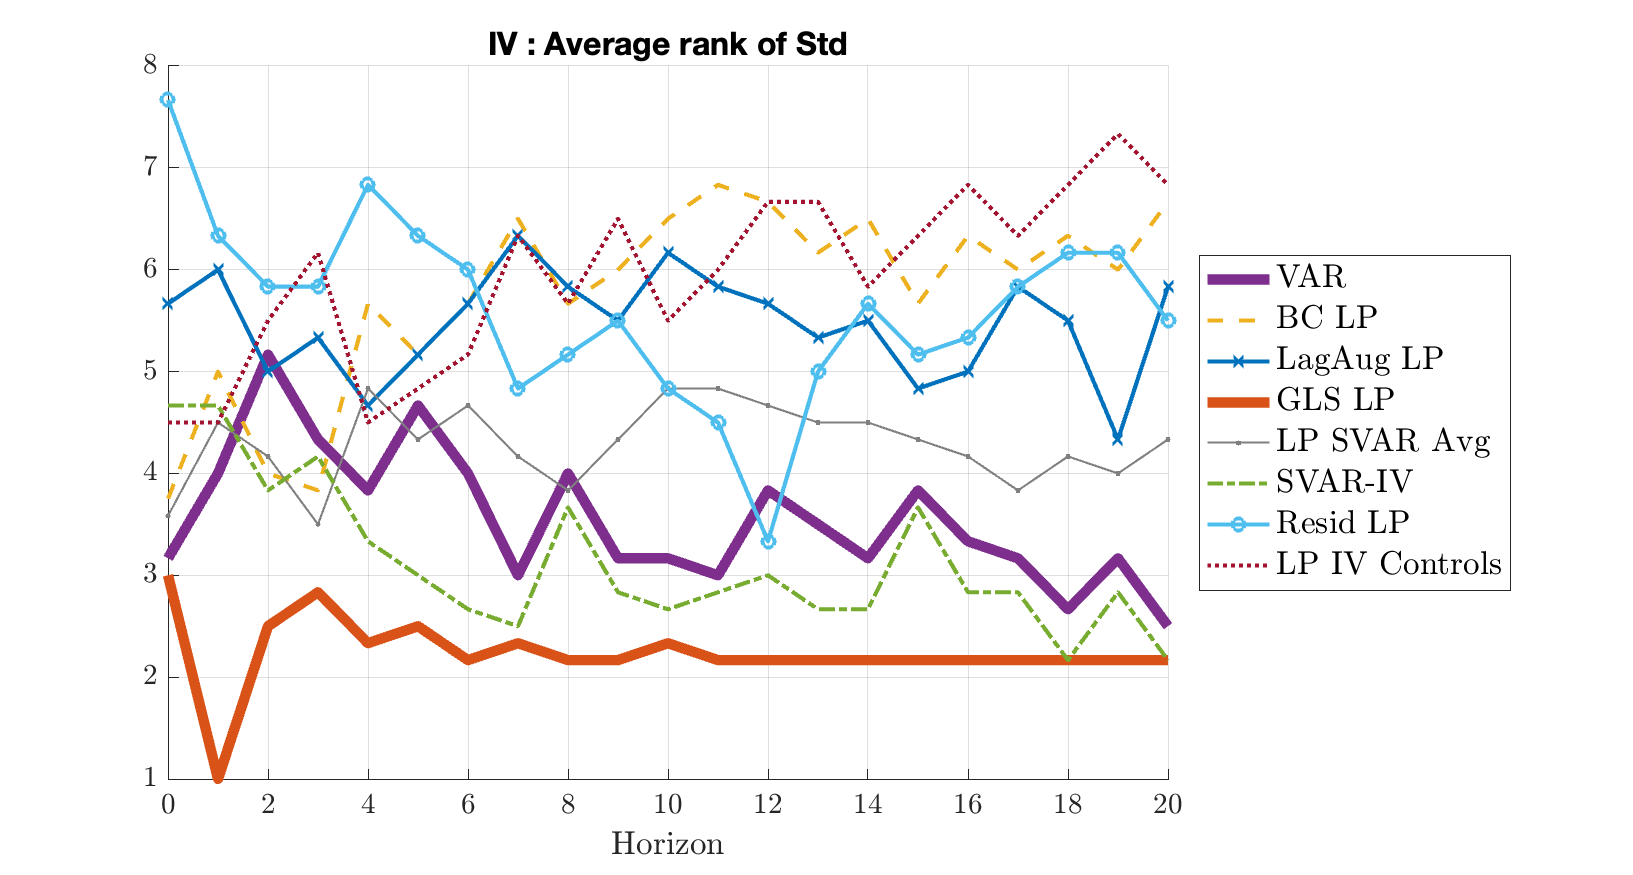 IV : Average rank of Std
8
7
6
5
4
3
2
1
0 2 4 6 8 10 12 14 16 18 20
Horizon
VAR
BC LP
LagAug LP
GLS LP
LP SVAR Avg
SVAR-IV
Resid LP
LP IV Controls